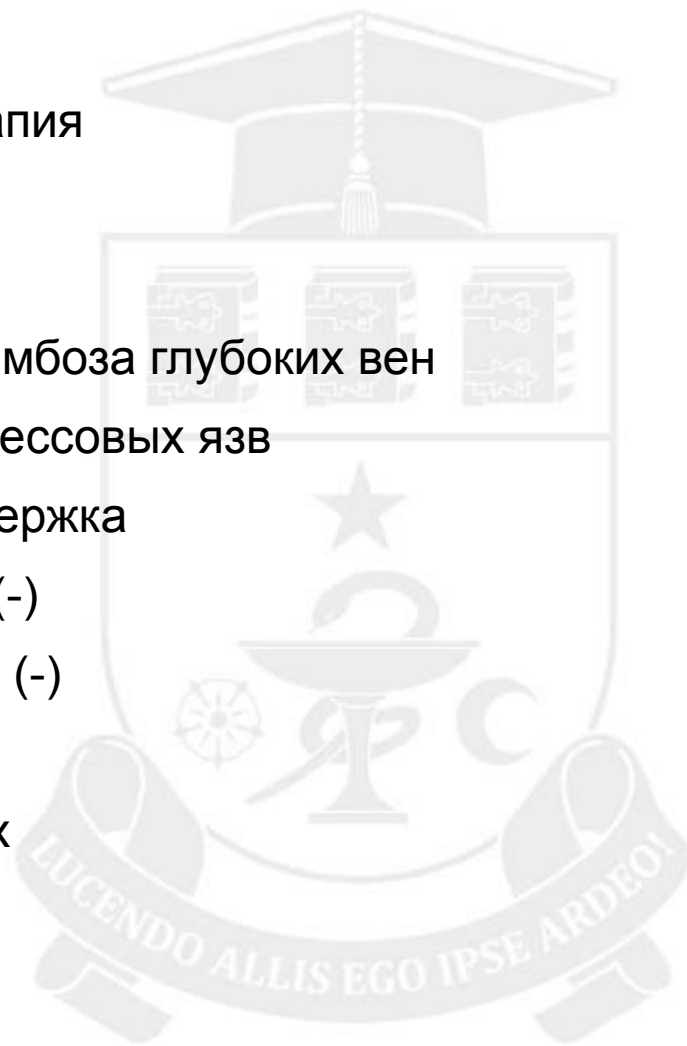 апия
мбоза глубоких вен
ессовых язв
ержка
(-)
(-)
х
LUCENDO ALLIS EGO IPSE ARDEO!